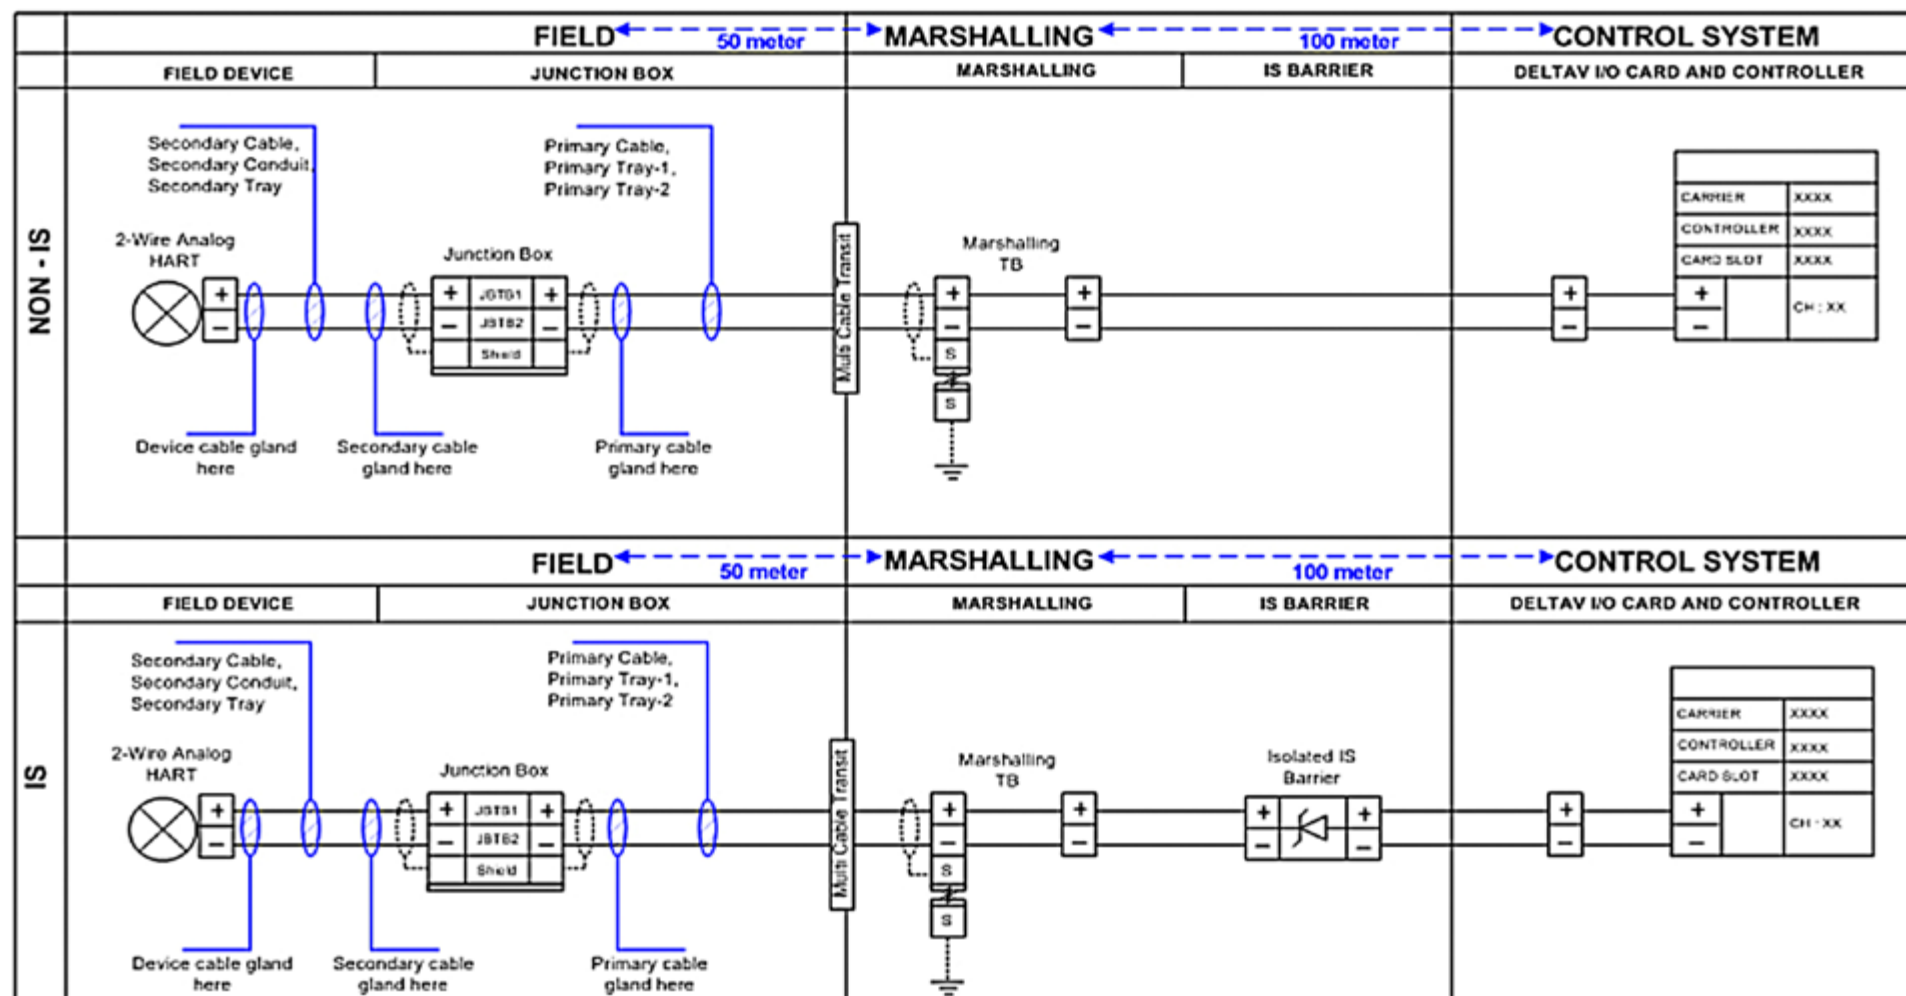 FIELD 50 meter MARSHALLING 100 meter CONTROL SYSTEM
FIELD DEVICE JUNCTION BOX MARSHALLING IS BARRIER DELTAV I/O CARD AND CONTROLLER
NON - IS
Secondary Cable,
Secondary Conduit,
Secondary Tray
Primary Cable,
Primary Tray-1,
Primary Tray-2
2-Wire Analog
HART
+
−
Junction Box
+ JBTB1 +
− JBTB2 −
Shield
Multi Cable Transit
Marshalling
TB
+
−
S
S
+
−
+
−
CARRIER XXXX
CONTROLLER XXXX
CARD SLOT XXXX
+
−
CH : XX
Device cable gland
here
Secondary cable
gland here
Primary cable
gland here
FIELD 50 meter MARSHALLING 100 meter CONTROL SYSTEM
FIELD DEVICE JUNCTION BOX MARSHALLING IS BARRIER DELTAV I/O CARD AND CONTROLLER
IS
Secondary Cable,
Secondary Conduit,
Secondary Tray
Primary Cable,
Primary Tray-1,
Primary Tray-2
2-Wire Analog
HART
+
−
Junction Box
+ JBTB1 +
− JBTB2 −
Shield
Multi Cable Transit
Marshalling
TB
+
−
S
S
+
−
Isolated IS
Barrier
+ +
− −
+
−
CARRIER XXXX
CONTROLLER XXXX
CARD SLOT XXXX
+
−
CH : XX
Device cable gland
here
Secondary cable
gland here
Primary cable
gland here